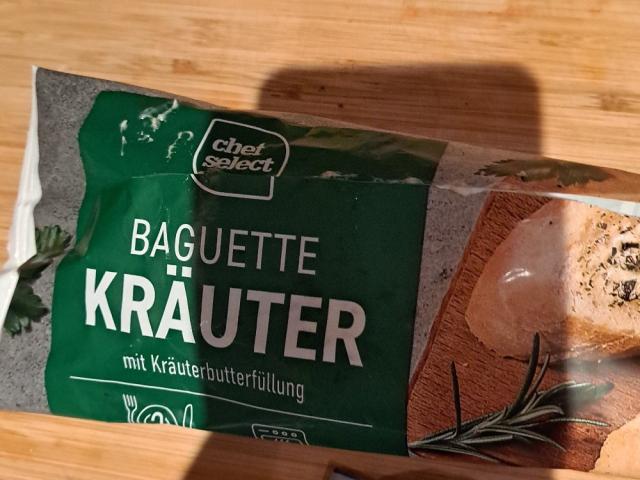 chef
select
BAGUETTE
KRÄUTER
mit Kräuterbutterfüllung